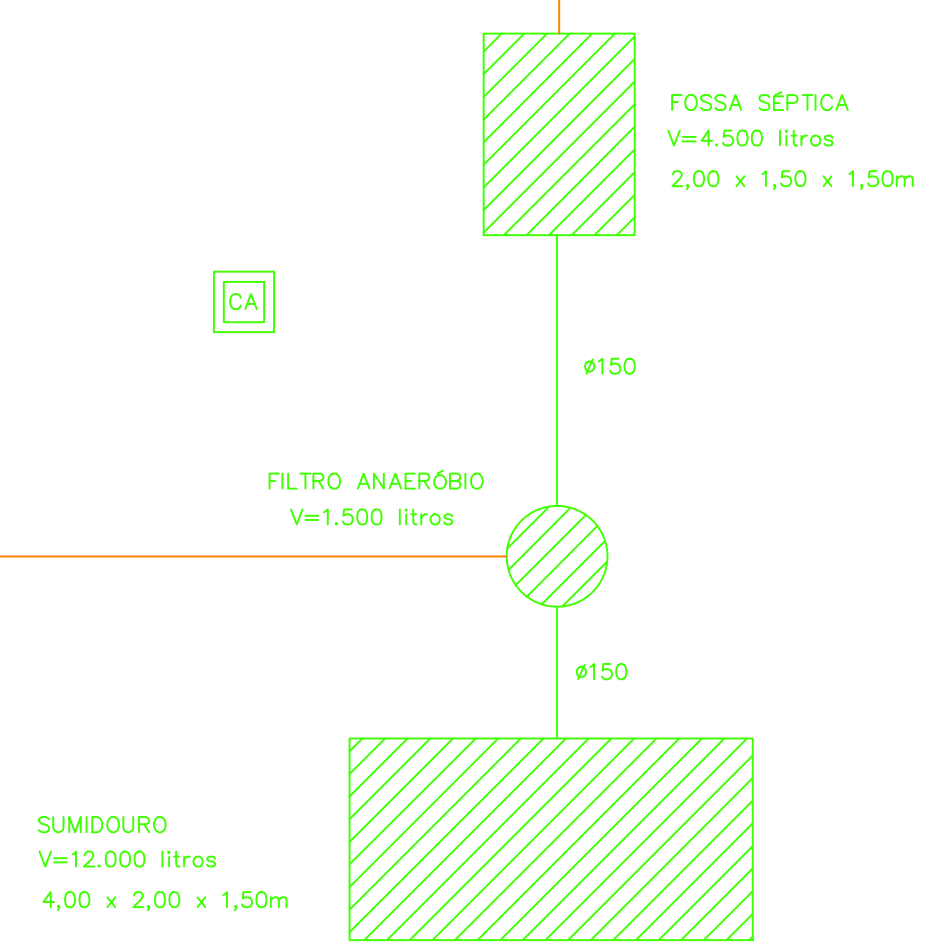 FOSSA SÉPTICA
V=4.500 litros
2,00 x 1,50 x 1,50m
CA
ø150
FILTRO ANAERÓBIO
V=1.500 litros
ø150
SUMIDOURO
V=12.000 litros
4,00 x 2,00 x 1,50m